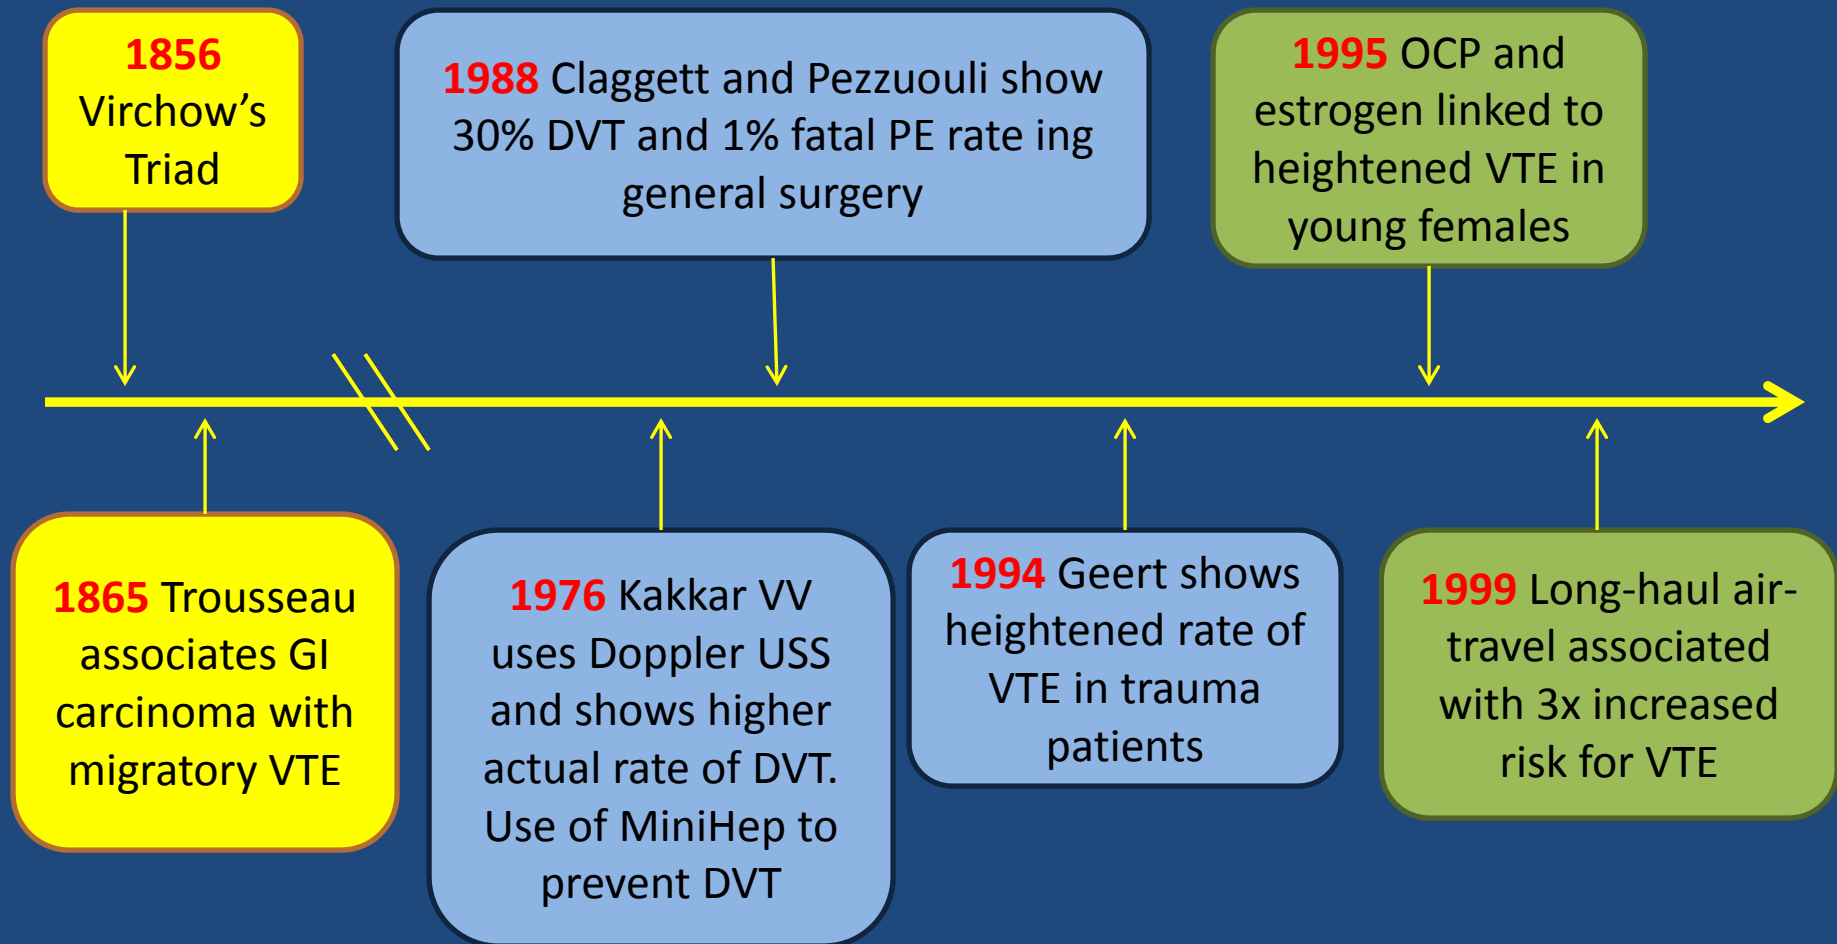 1856
Virchow's
Triad
1988 Claggett and Pezzuouli show
30% DVT and 1% fatal PE rate ing
general surgery
1995 OCP and
estrogen linked to
heightened VTE in
young females
1865 Trousseau
associates GI
carcinoma with
migratory VTE
1976 Kakkar VV
uses Doppler USS
and shows higher
actual rate of DVT.
Use of MiniHep to
prevent DVT
1994 Geert shows
heightened rate of
VTE in trauma
patients
1999 Long-haul air-
travel associated
with 3x increased
risk for VTE